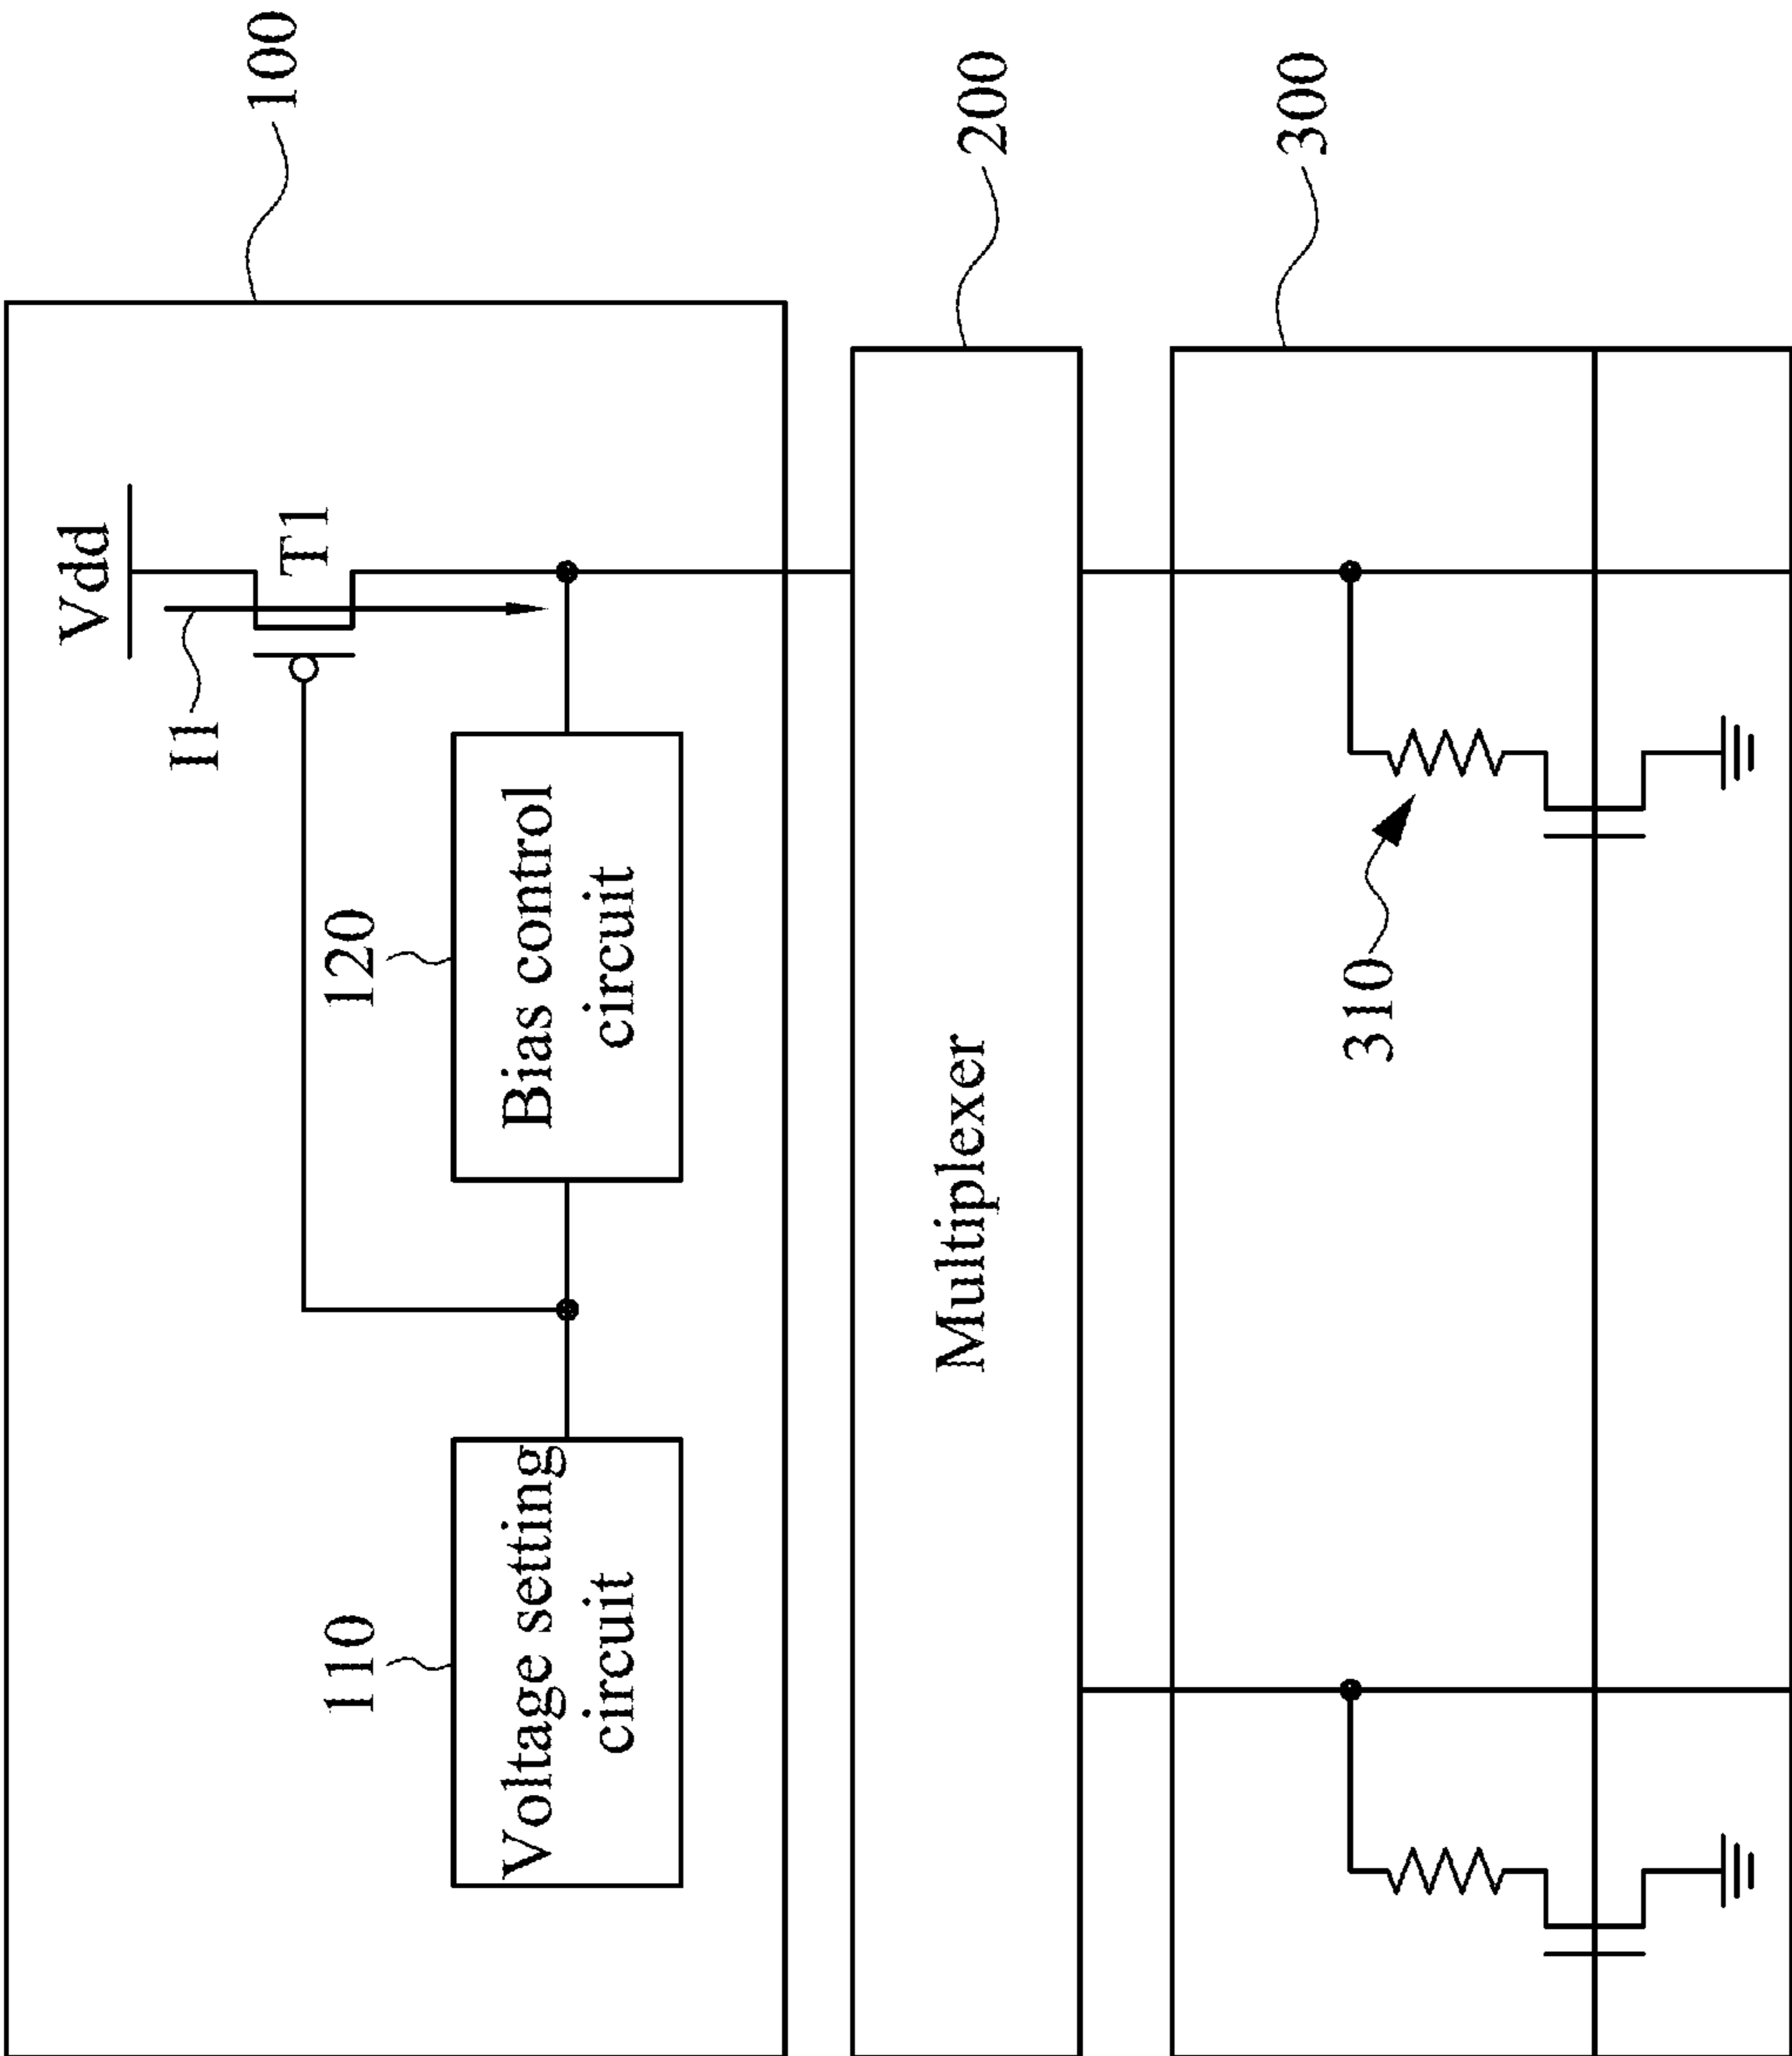 100
Vdd
I1
T1
110
120
Voltage setting
circuit
Bias control
circuit
200
Multiplexer
300
310